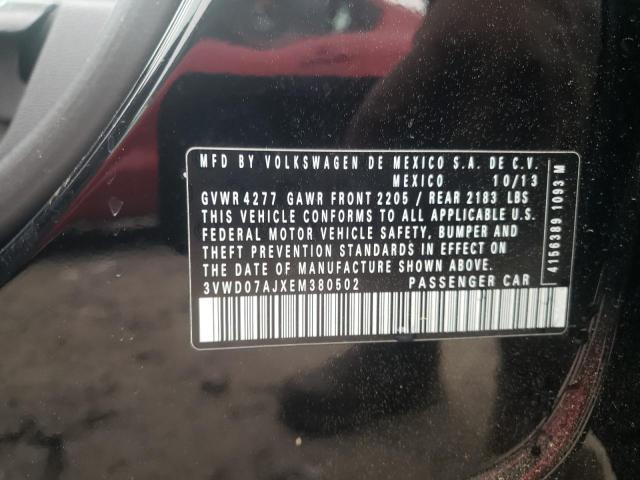 MFD BY VOLKSWAGEN DE MEXICO S.A. DE C.V.
MEXICO 10/13
GVWR 4277 GAWR FRONT 2205 / REAR 2183 LBS
THIS VEHICLE CONFORMS TO ALL APPLICABLE U.S.
FEDERAL MOTOR VEHICLE SAFETY, BUMPER AND
THEFT PREVENTION STANDARDS IN EFFECT ON
THE DATE OF MANUFACTURE SHOWN ABOVE.
3VWD07AJXEM380502 PASSENGER CAR
4156389 1093 M